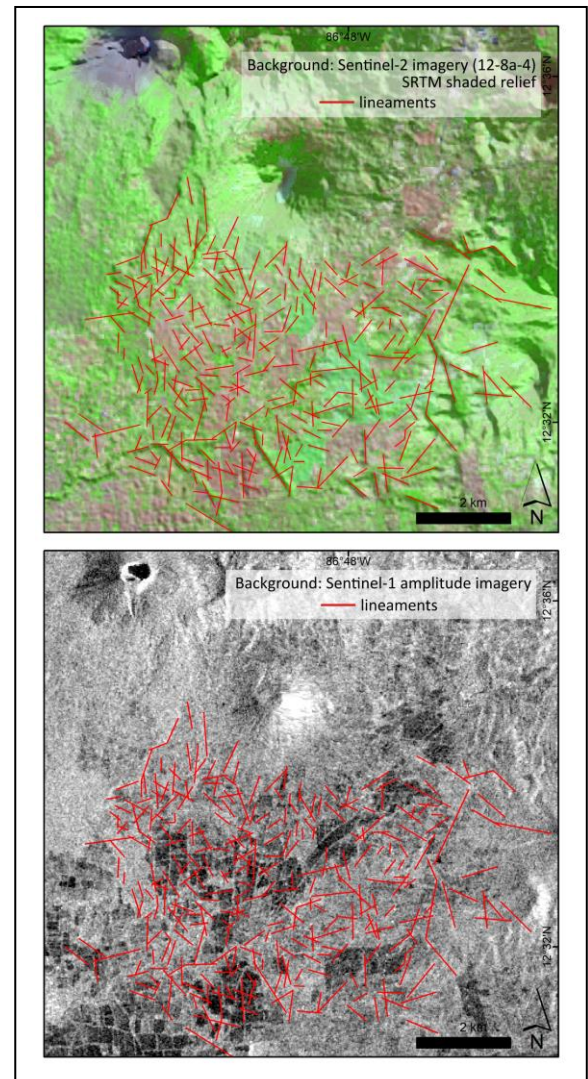 86°48'W
Background: Sentinel-2 imagery (12-8a-4)
SRTM shaded relief
lineaments
12°36'N
12°32'N
2 km
N
86°48'W
Background: Sentinel-1 amplitude imagery
lineaments
12°36'N
12°32'N
2 km
N